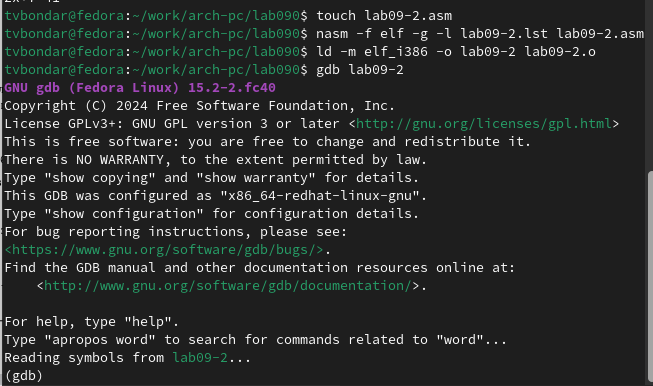 tvbondar@fedora:~/work/arch-pc/lab090$ touch lab09-2.asm
tvbondar@fedora:~/work/arch-pc/lab090$ nasm -f elf -g -l lab09-2.lst lab09-2.asm
tvbondar@fedora:~/work/arch-pc/lab090$ ld -m elf_i386 -o lab09-2 lab09-2.o
tvbondar@fedora:~/work/arch-pc/lab090$ gdb lab09-2
GNU gdb (Fedora Linux) 15.2-2.fc40
Copyright (C) 2024 Free Software Foundation, Inc.
License GPLv3+: GNU GPL version 3 or later <http://gnu.org/licenses/gpl.html>
This is free software: you are free to change and redistribute it.
There is NO WARRANTY, to the extent permitted by law.
Type "show copying" and "show warranty" for details.
This GDB was configured as "x86_64-redhat-linux-gnu".
Type "show configuration" for configuration details.
For bug reporting instructions, please see:
<https://www.gnu.org/software/gdb/bugs/>.
Find the GDB manual and other documentation resources online at:
    <http://www.gnu.org/software/gdb/documentation/>.

For help, type "help".
Type "apropos word" to search for commands related to "word"...
Reading symbols from lab09-2...
(gdb)